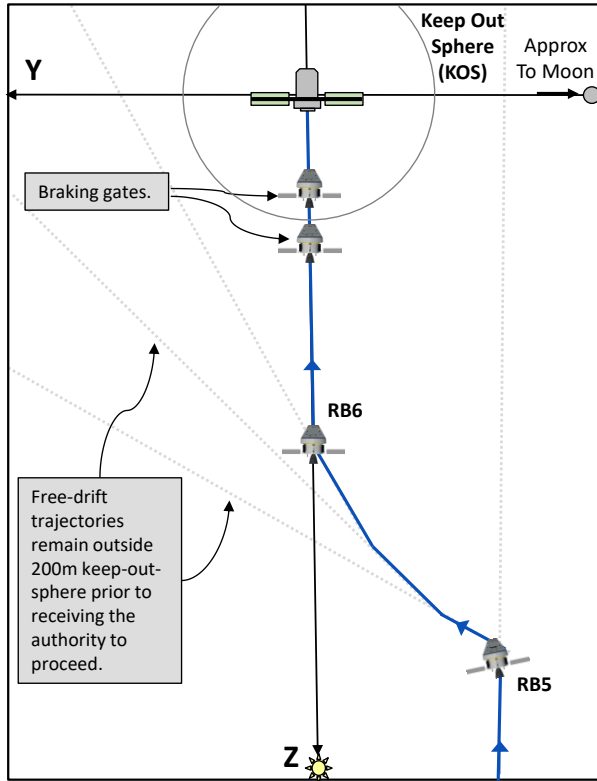 Keep Out
Sphere
(KOS)
Approx
To Moon
Y
Braking gates.
RB6
Free-drift
trajectories
remain outside
200m keep-out-
sphere prior to
receiving the
authority to
proceed.
RB5
Z